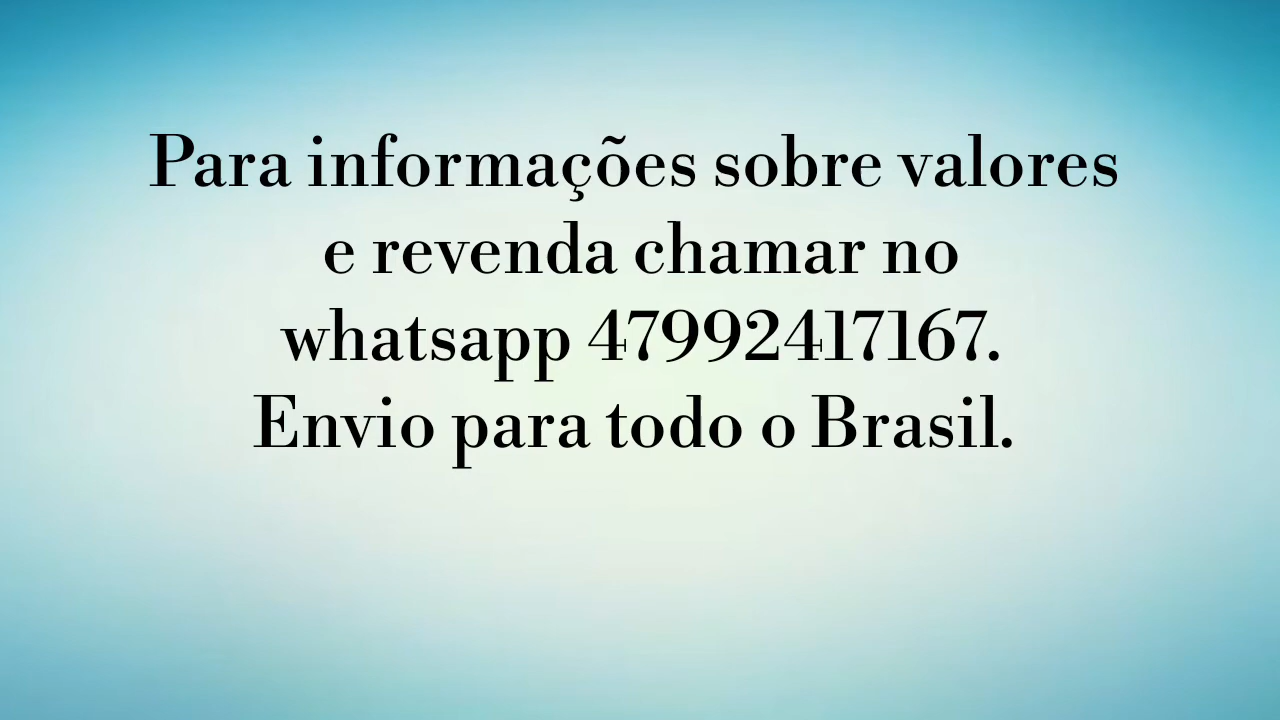 Para informações sobre valores
e revenda chamar no
whatsapp 47992417167.
Envio para todo o Brasil.